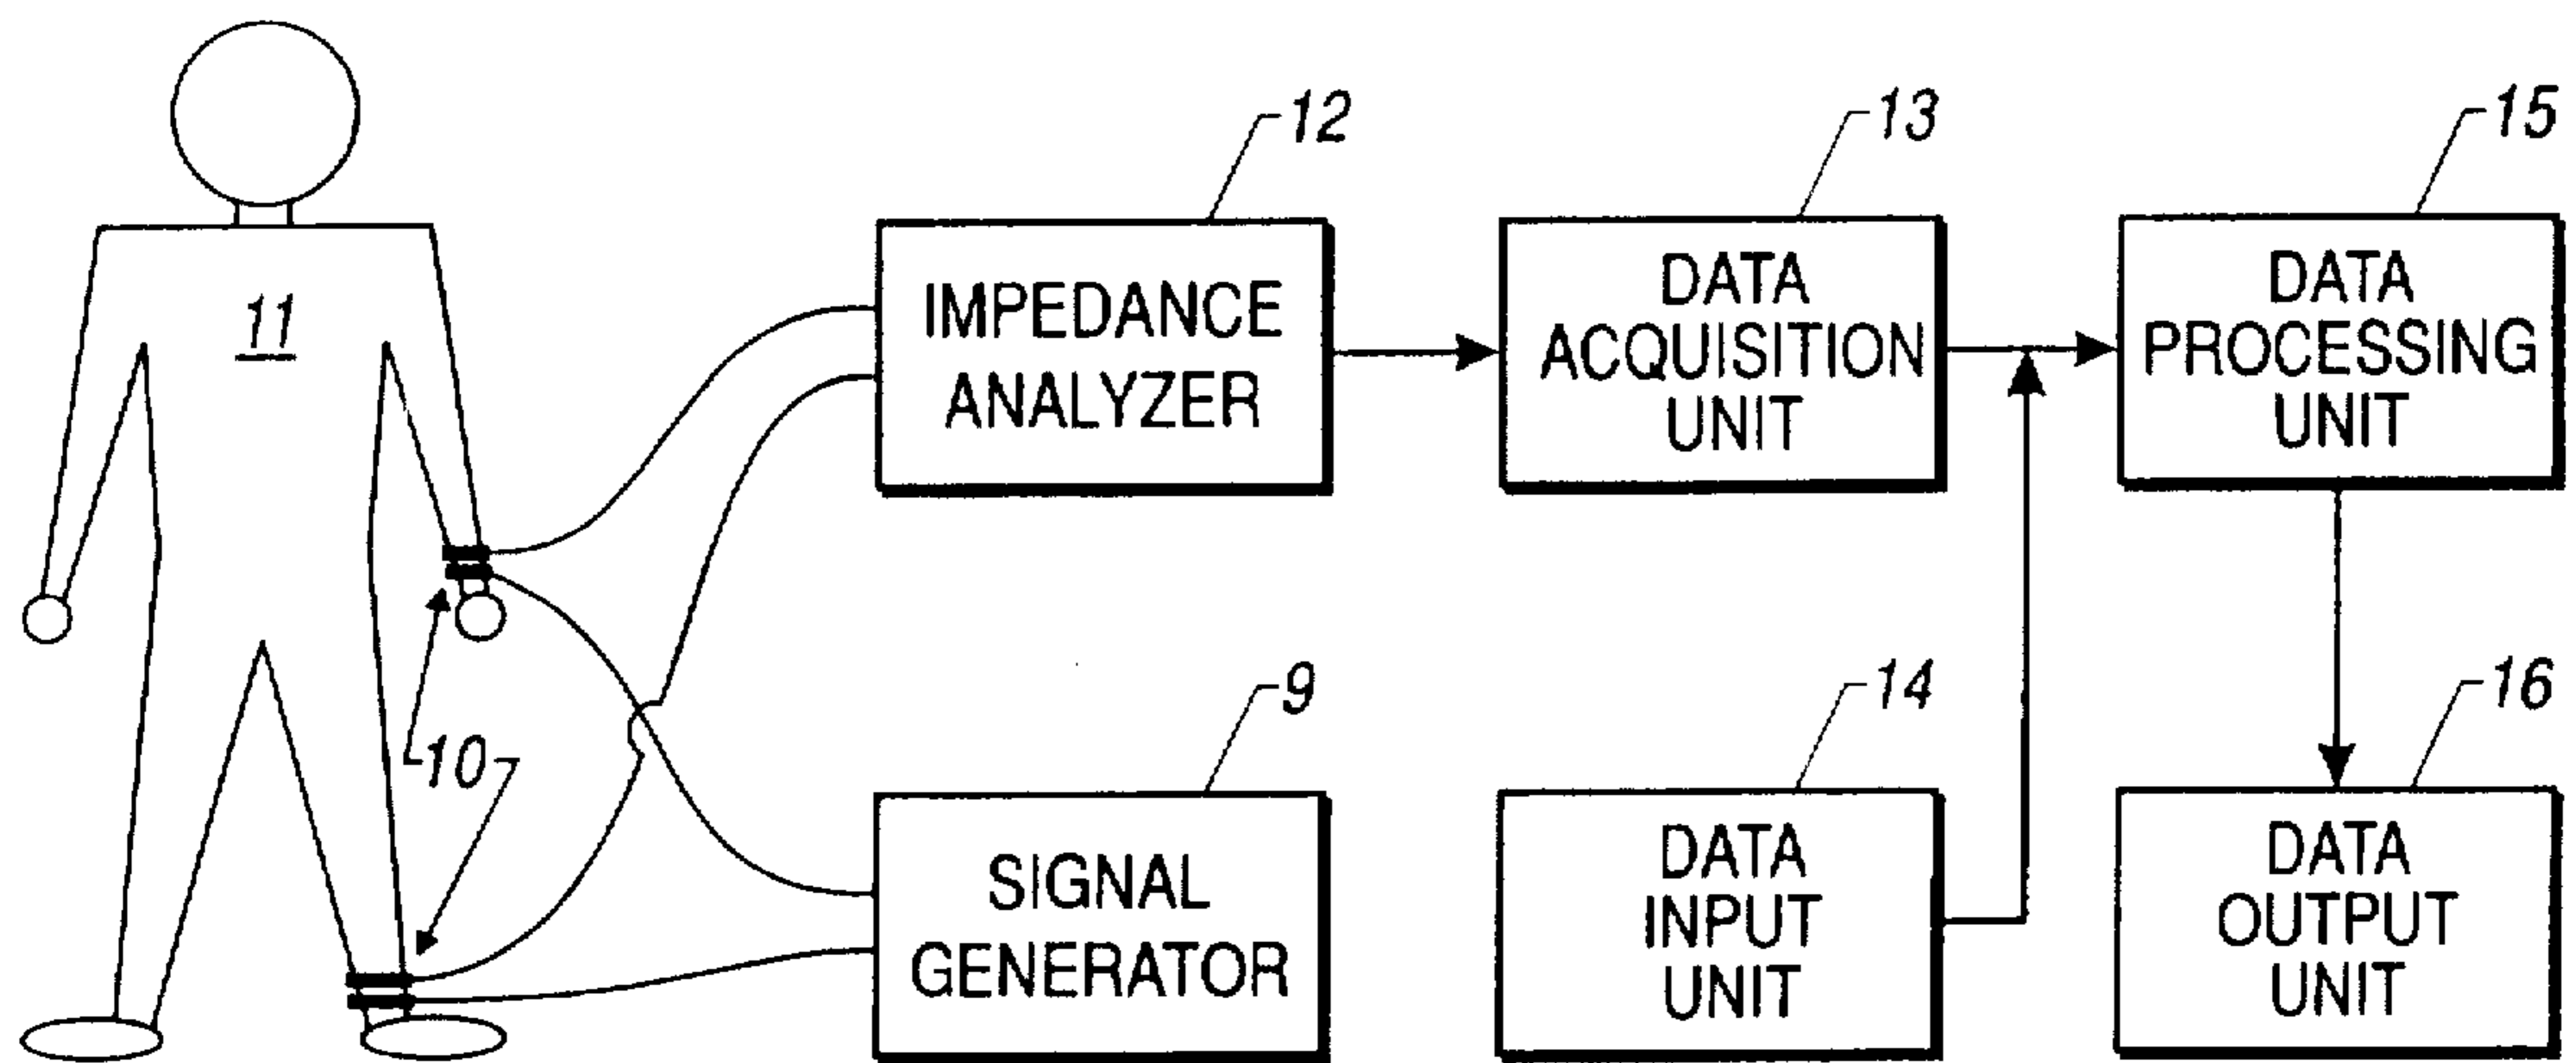 12
13
15
11
IMPEDANCE
ANALYZER
DATA
ACQUISITION
UNIT
DATA
PROCESSING
UNIT
10
9
14
16
SIGNAL
GENERATOR
DATA
INPUT
UNIT
DATA
OUTPUT
UNIT